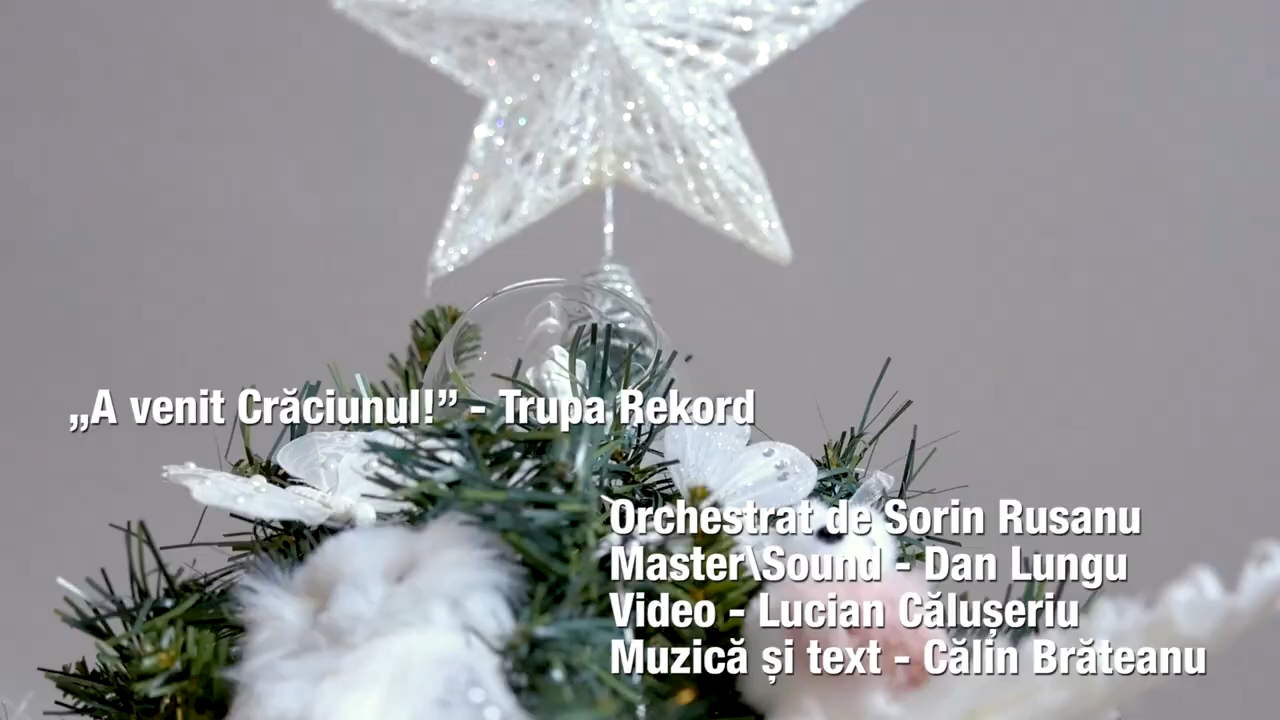 „A venit Crăciunul!” - Trupa Rekord
Orchestrat de Sorin Rusanu
Master\Sound - Dan Lungu
Video - Lucian Călușeriu
Muzică și text - Călin Brăteanu